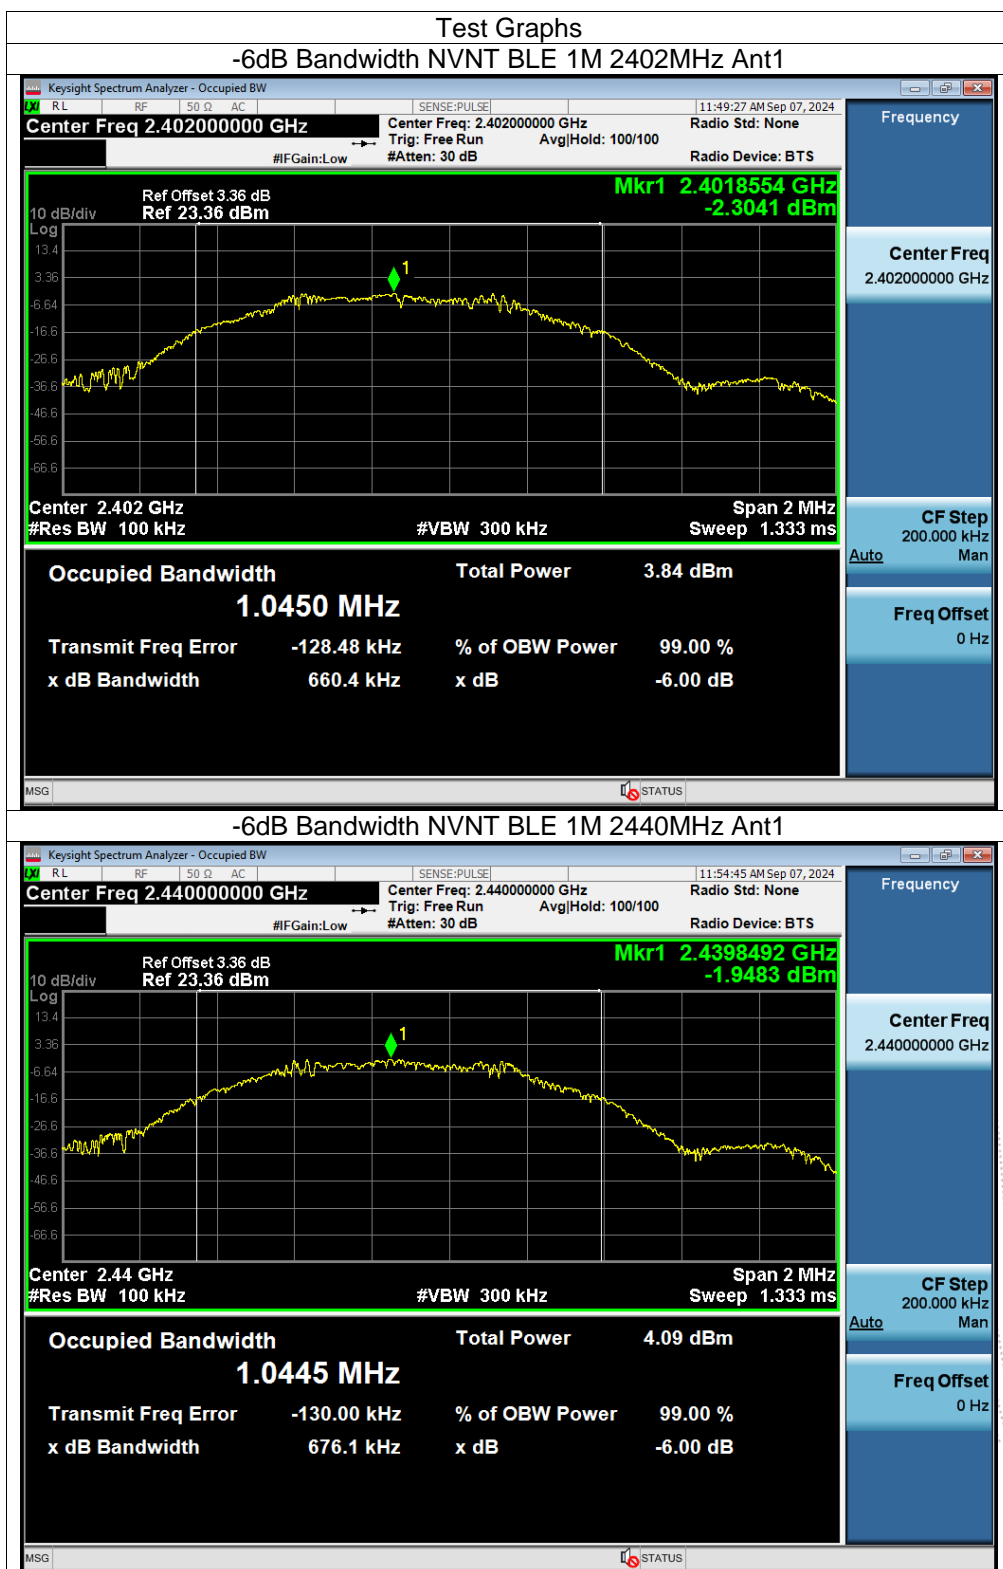 Test Graphs
-6dB Bandwidth NVNT BLE 1M 2402MHz Ant1
Keysight Spectrum Analyzer - Occupied BW
LXI RL RF 50 Ω AC SENSE:PULSE 11:49:27 AM Sep 07, 2024
Center Freq 2.402000000 GHz Center Freq: 2.402000000 GHz Radio Std: None
Trig: Free Run Avg|Hold: 100/100
#IFGain:Low #Atten: 30 dB Radio Device: BTS
Frequency
Mkr1 2.4018554 GHz
-2.3041 dBm
Ref Offset 3.36 dB
10 dB/div Ref 23.36 dBm
Log
13.4
3.36
-6.64
-16.6
-26.6
-36.6
-46.6
-56.6
-66.6
1
Center 2.402 GHz Span 2 MHz
#Res BW 100 kHz #VBW 300 kHz Sweep 1.333 ms
Center Freq
2.402000000 GHz
CF Step
200.000 kHz
Auto Man
Freq Offset
0 Hz
Occupied Bandwidth Total Power 3.84 dBm
1.0450 MHz
Transmit Freq Error -128.48 kHz % of OBW Power 99.00 %
x dB Bandwidth 660.4 kHz x dB -6.00 dB
MSG STATUS
-6dB Bandwidth NVNT BLE 1M 2440MHz Ant1
Keysight Spectrum Analyzer - Occupied BW
LXI RL RF 50 Ω AC SENSE:PULSE 11:54:45 AM Sep 07, 2024
Center Freq 2.440000000 GHz Center Freq: 2.440000000 GHz Radio Std: None
Trig: Free Run Avg|Hold: 100/100
#IFGain:Low #Atten: 30 dB Radio Device: BTS
Frequency
Mkr1 2.4398492 GHz
-1.9483 dBm
Ref Offset 3.36 dB
10 dB/div Ref 23.36 dBm
Log
13.4
3.36
-6.64
-16.6
-26.6
-36.6
-46.6
-56.6
-66.6
1
Center 2.44 GHz Span 2 MHz
#Res BW 100 kHz #VBW 300 kHz Sweep 1.333 ms
Center Freq
2.440000000 GHz
CF Step
200.000 kHz
Auto Man
Freq Offset
0 Hz
Occupied Bandwidth Total Power 4.09 dBm
1.0445 MHz
Transmit Freq Error -130.00 kHz % of OBW Power 99.00 %
x dB Bandwidth 676.1 kHz x dB -6.00 dB
MSG STATUS